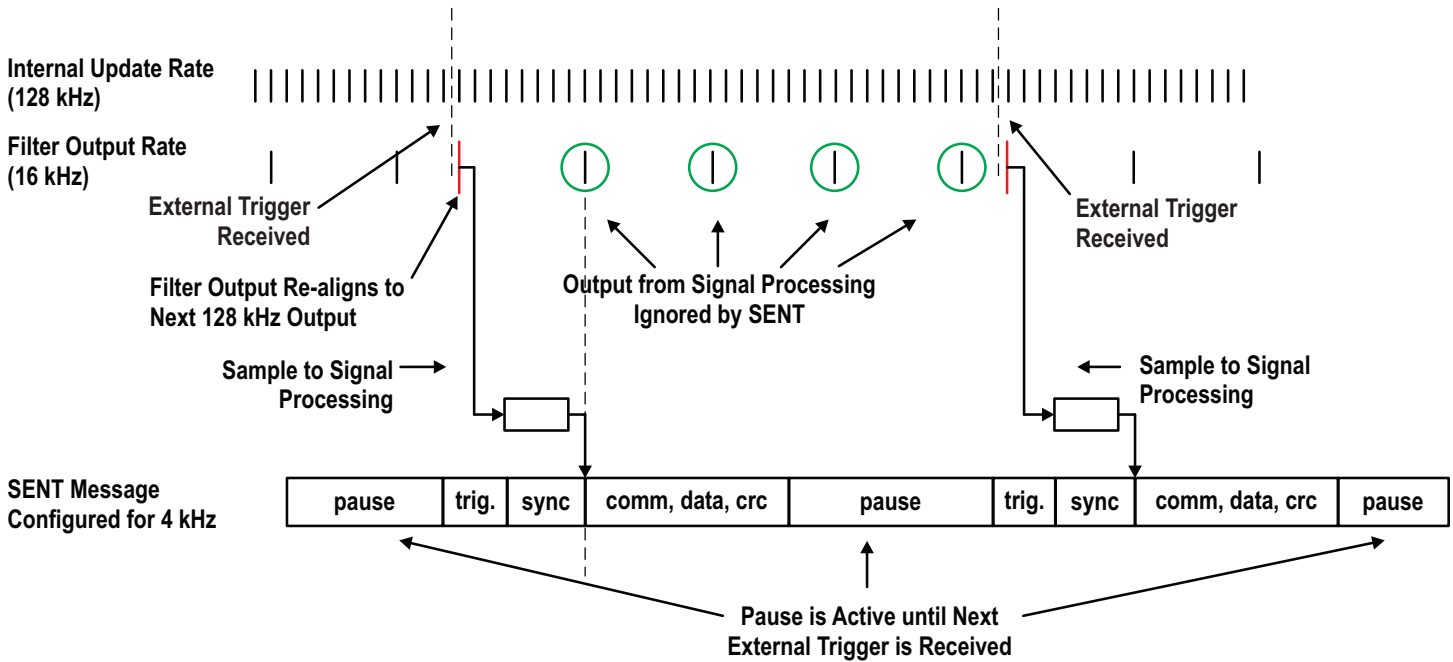 Internal Update Rate
(128 kHz)
Filter Output Rate
(16 kHz)
External Trigger
Received
External Trigger
Received
Filter Output Re-aligns to
Next 128 kHz Output
Output from Signal Processing
Ignored by SENT
Sample to Signal
Processing
Sample to Signal
Processing
SENT Message
Configured for 4 kHz
pause
trig.
sync
comm, data, crc
pause
trig.
sync
comm, data, crc
pause
Pause is Active until Next
External Trigger is Received